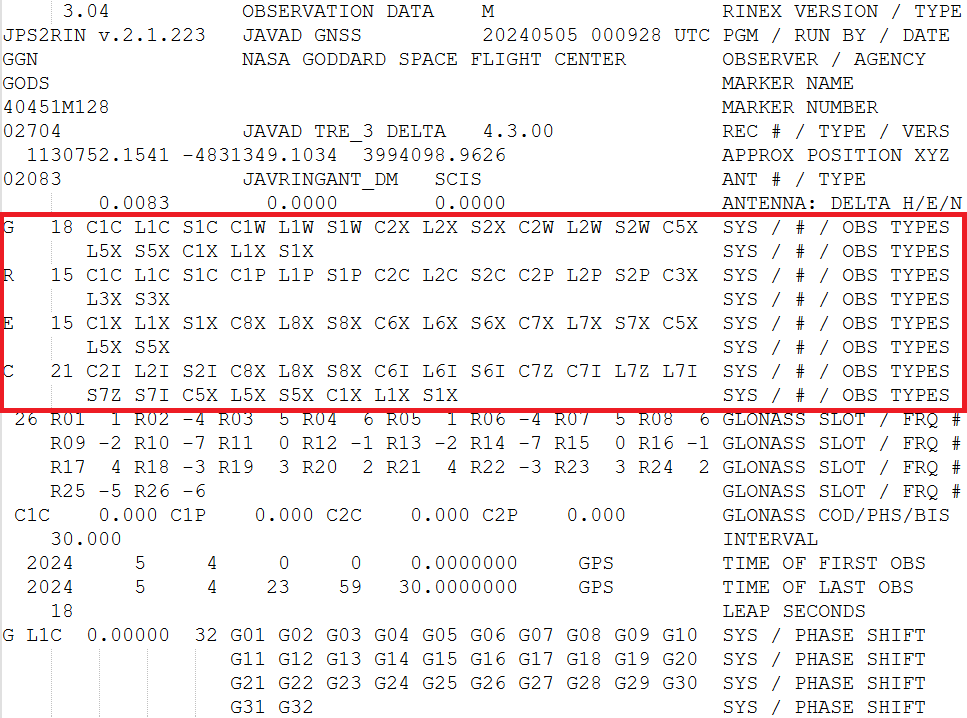 3.04 OBSERVATION DATA M RINEX VERSION / TYPE
JPS2RIN v.2.1.223 JAVAD GNSS 20240505 000928 UTC PGM / RUN BY / DATE
GGN NASA GODDARD SPACE FLIGHT CENTER OBSERVER / AGENCY
GODS MARKER NAME
40451M128 MARKER NUMBER
02704 JAVAD TRE_3 DELTA 4.3.00 REC # / TYPE / VERS
1130752.1541 -4831349.1034 3994098.9626 APPROX POSITION XYZ
02083 JAVRINGANT_DM SCIS ANT # / TYPE
0.0083 0.0000 0.0000 ANTENNA: DELTA H/E/N
G 18 C1C L1C S1C C1W L1W S1W C2X L2X S2X C2W L2W S2W C5X SYS / # / OBS TYPES
L5X S5X C1X L1X S1X SYS / # / OBS TYPES
R 15 C1C L1C S1C C1P L1P S1P C2C L2C S2C C2P L2P S2P C3X SYS / # / OBS TYPES
L3X S3X SYS / # / OBS TYPES
E 15 C1X L1X S1X C8X L8X S8X C6X L6X S6X C7X L7X S7X C5X SYS / # / OBS TYPES
L5X S5X SYS / # / OBS TYPES
C 21 C2I L2I S2I C8X L8X S8X C6I L6I S6I C7Z C7I L7Z L7I SYS / # / OBS TYPES
S7Z S7I C5X L5X S5X C1X L1X S1X SYS / # / OBS TYPES
26 R01 1 R02 -4 R03 5 R04 6 R05 1 R06 -4 R07 5 R08 6 GLONASS SLOT / FRQ #
R09 -2 R10 -7 R11 0 R12 -1 R13 -2 R14 -7 R15 0 R16 -1 GLONASS SLOT / FRQ #
R17 4 R18 -3 R19 3 R20 2 R21 4 R22 -3 R23 3 R24 2 GLONASS SLOT / FRQ #
R25 -5 R26 -6 GLONASS SLOT / FRQ #
C1C 0.000 C1P 0.000 C2C 0.000 C2P 0.000 GLONASS COD/PHS/BIS
30.000 INTERVAL
2024 5 4 0 0 0.0000000 GPS TIME OF FIRST OBS
2024 5 4 23 59 30.0000000 GPS TIME OF LAST OBS
18 LEAP SECONDS
G L1C 0.00000 32 G01 G02 G03 G04 G05 G06 G07 G08 G09 G10 SYS / PHASE SHIFT
G11 G12 G13 G14 G15 G16 G17 G18 G19 G20 SYS / PHASE SHIFT
G21 G22 G23 G24 G25 G26 G27 G28 G29 G30 SYS / PHASE SHIFT
G31 G32 SYS / PHASE SHIFT